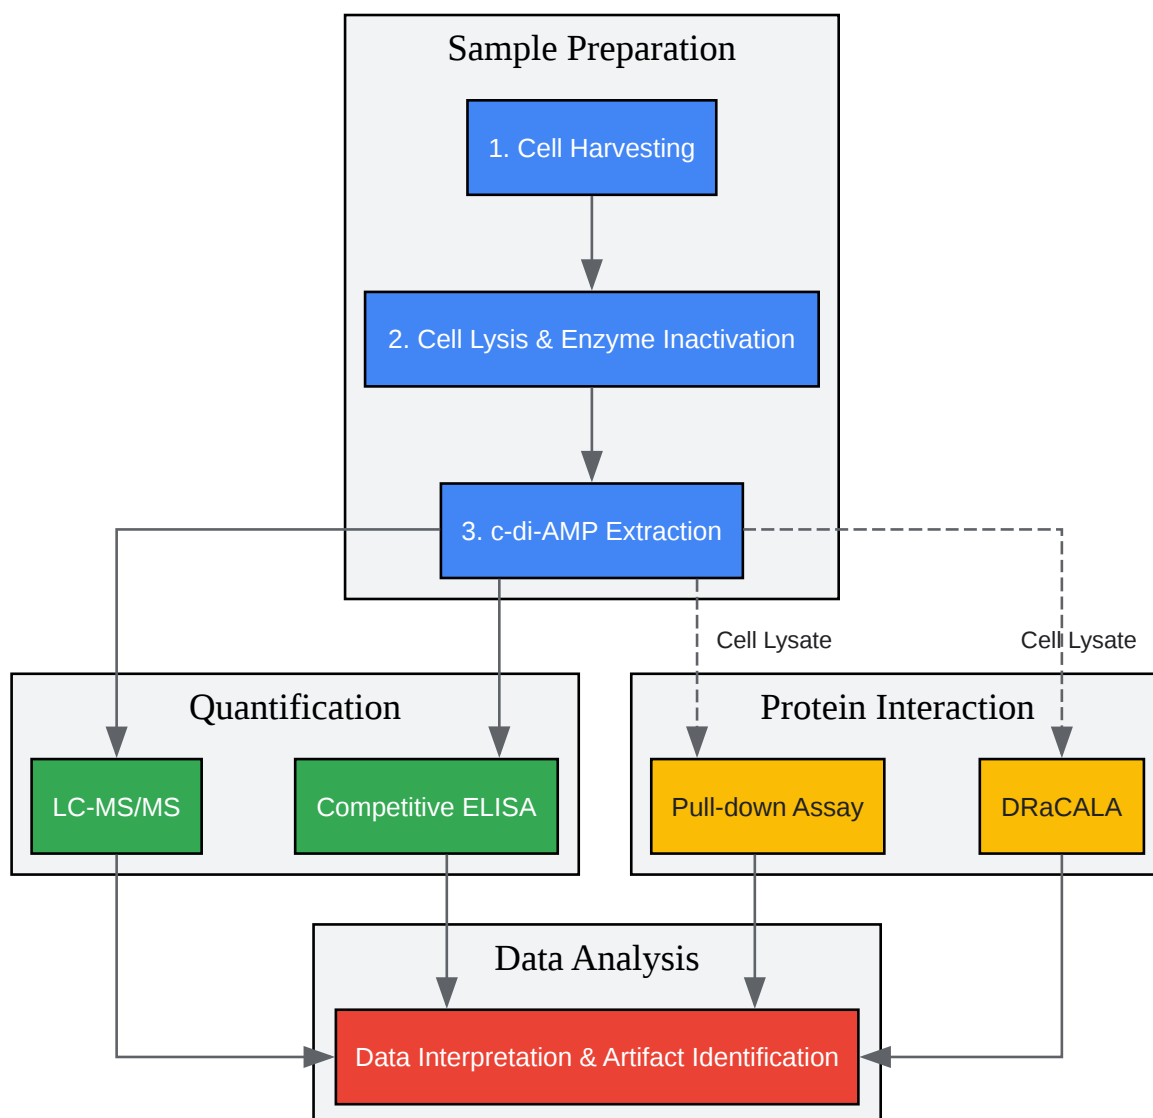 Sample Preparation
1. Cell Harvesting
2. Cell Lysis & Enzyme Inactivation
3. c-di-AMP Extraction
Cell Lysate
Cell Lysate
Quantification
Protein Interaction
LC-MS/MS
Competitive ELISA
Pull-down Assay
DRaCALA
Data Analysis
Data Interpretation & Artifact Identification